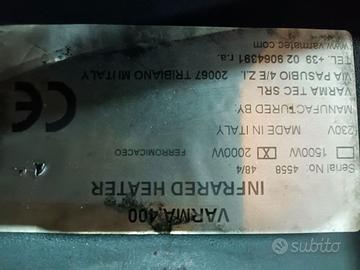 VARMA 400
INFRARED HEATER
FERROMICACEO
Serial No. 4558 48/4
1500W X 2000W
230V MADE IN ITALY
MANUFACTURED BY:
VARMA TEC SRL
VIA PASUBIO 4/E Z.I.
20067 TRIBIANO MI ITALY
TEL. +39 02 9064391 r.a.
www.varmatec.com
CE
subito